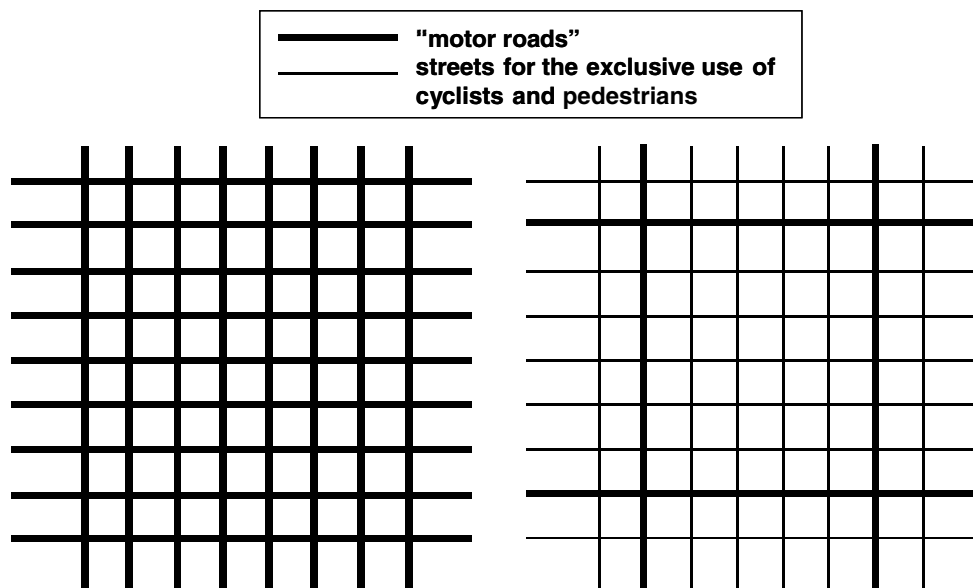 "motor roads”
streets for the exclusive use of
cyclists and pedestrians